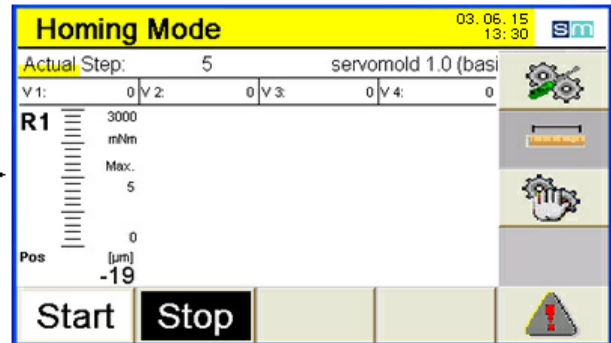 Homing Mode
03. 06. 15
13: 30
sm
Actual Step: 5 servomold 1.0 (basi
V 1: 0 V 2: 0 V 3: 0 V 4: 0
R1 3000
mNm
Max.
5
0
Pos [µm]
-19
Start Stop